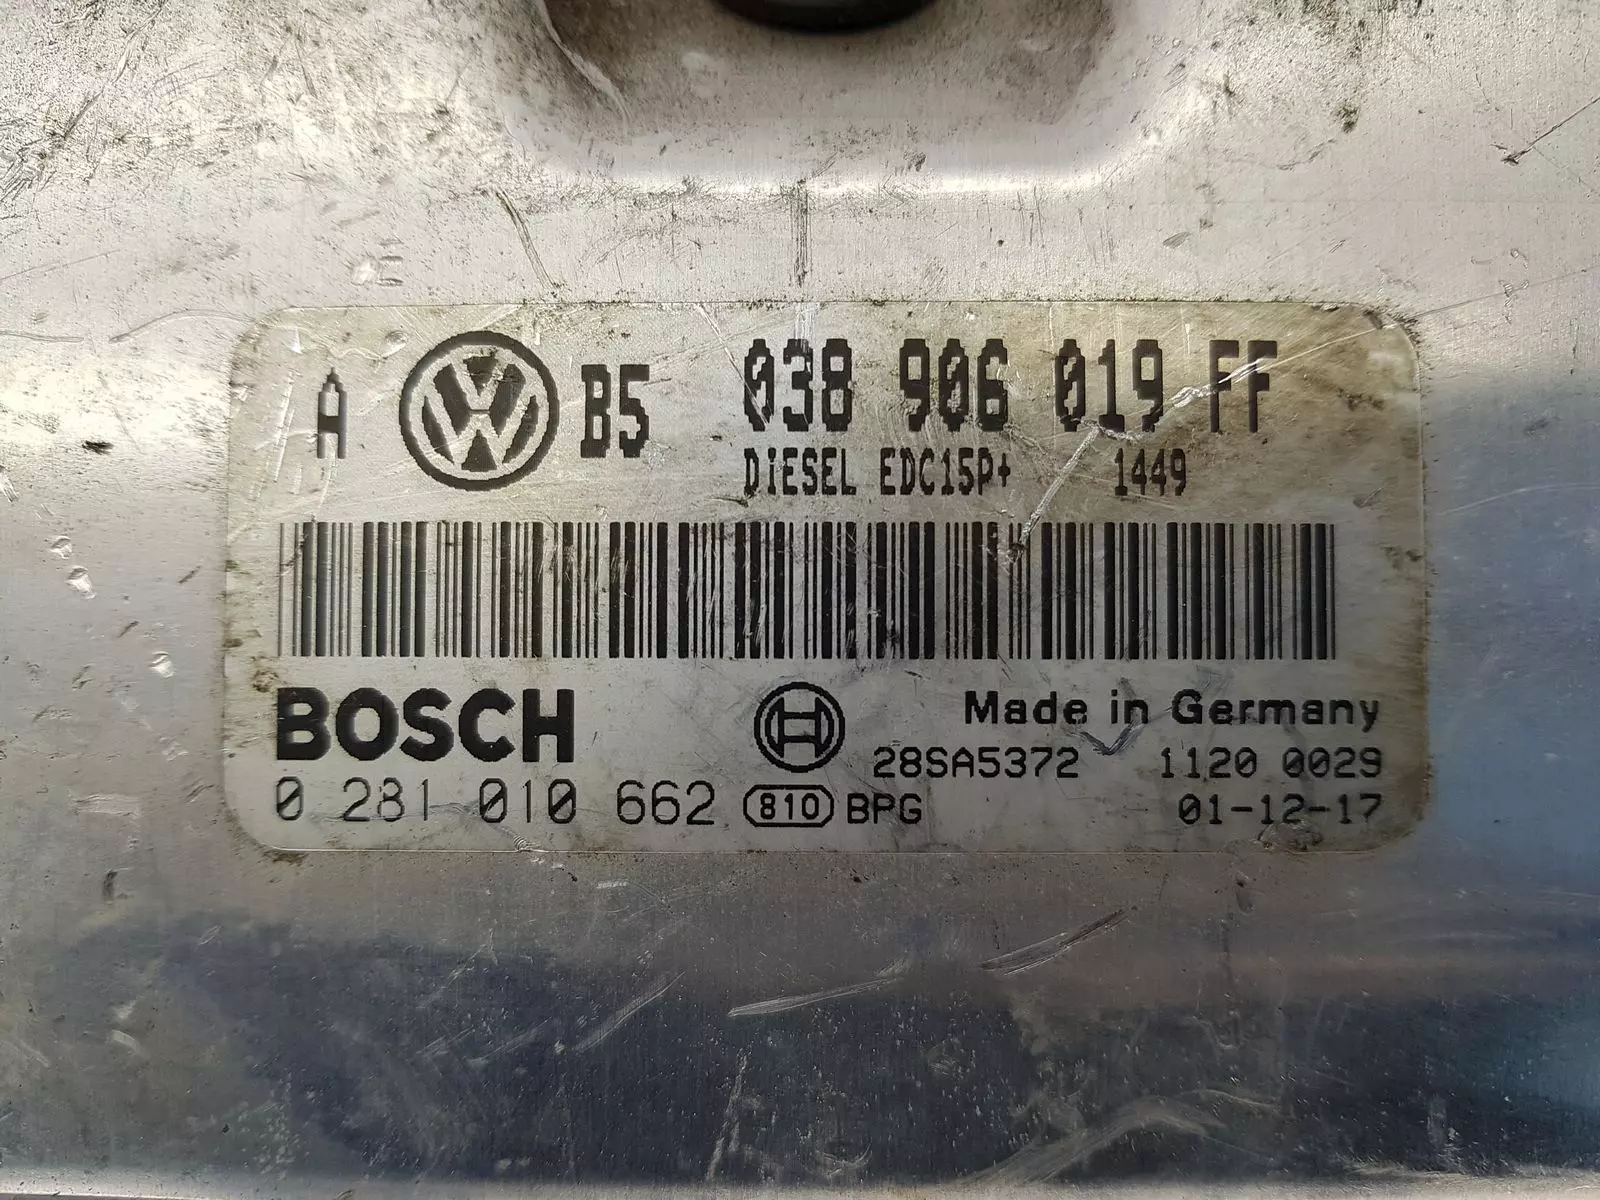 A VW B5 038 906 019 FF
DiESEL EDC15P+ 1449
BOSCH
Made in Germany
28SA5372 1120 0029
0 281 010 662 810 BPG 01-12-17